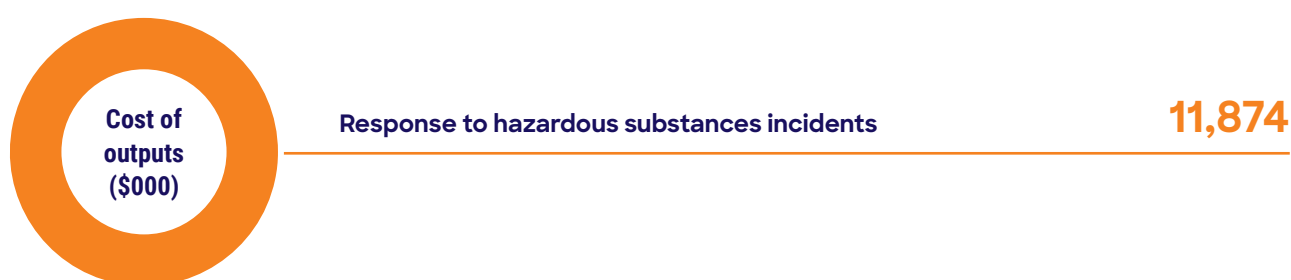 Cost of
outputs
($000)
Response to hazardous substances incidents
11,874